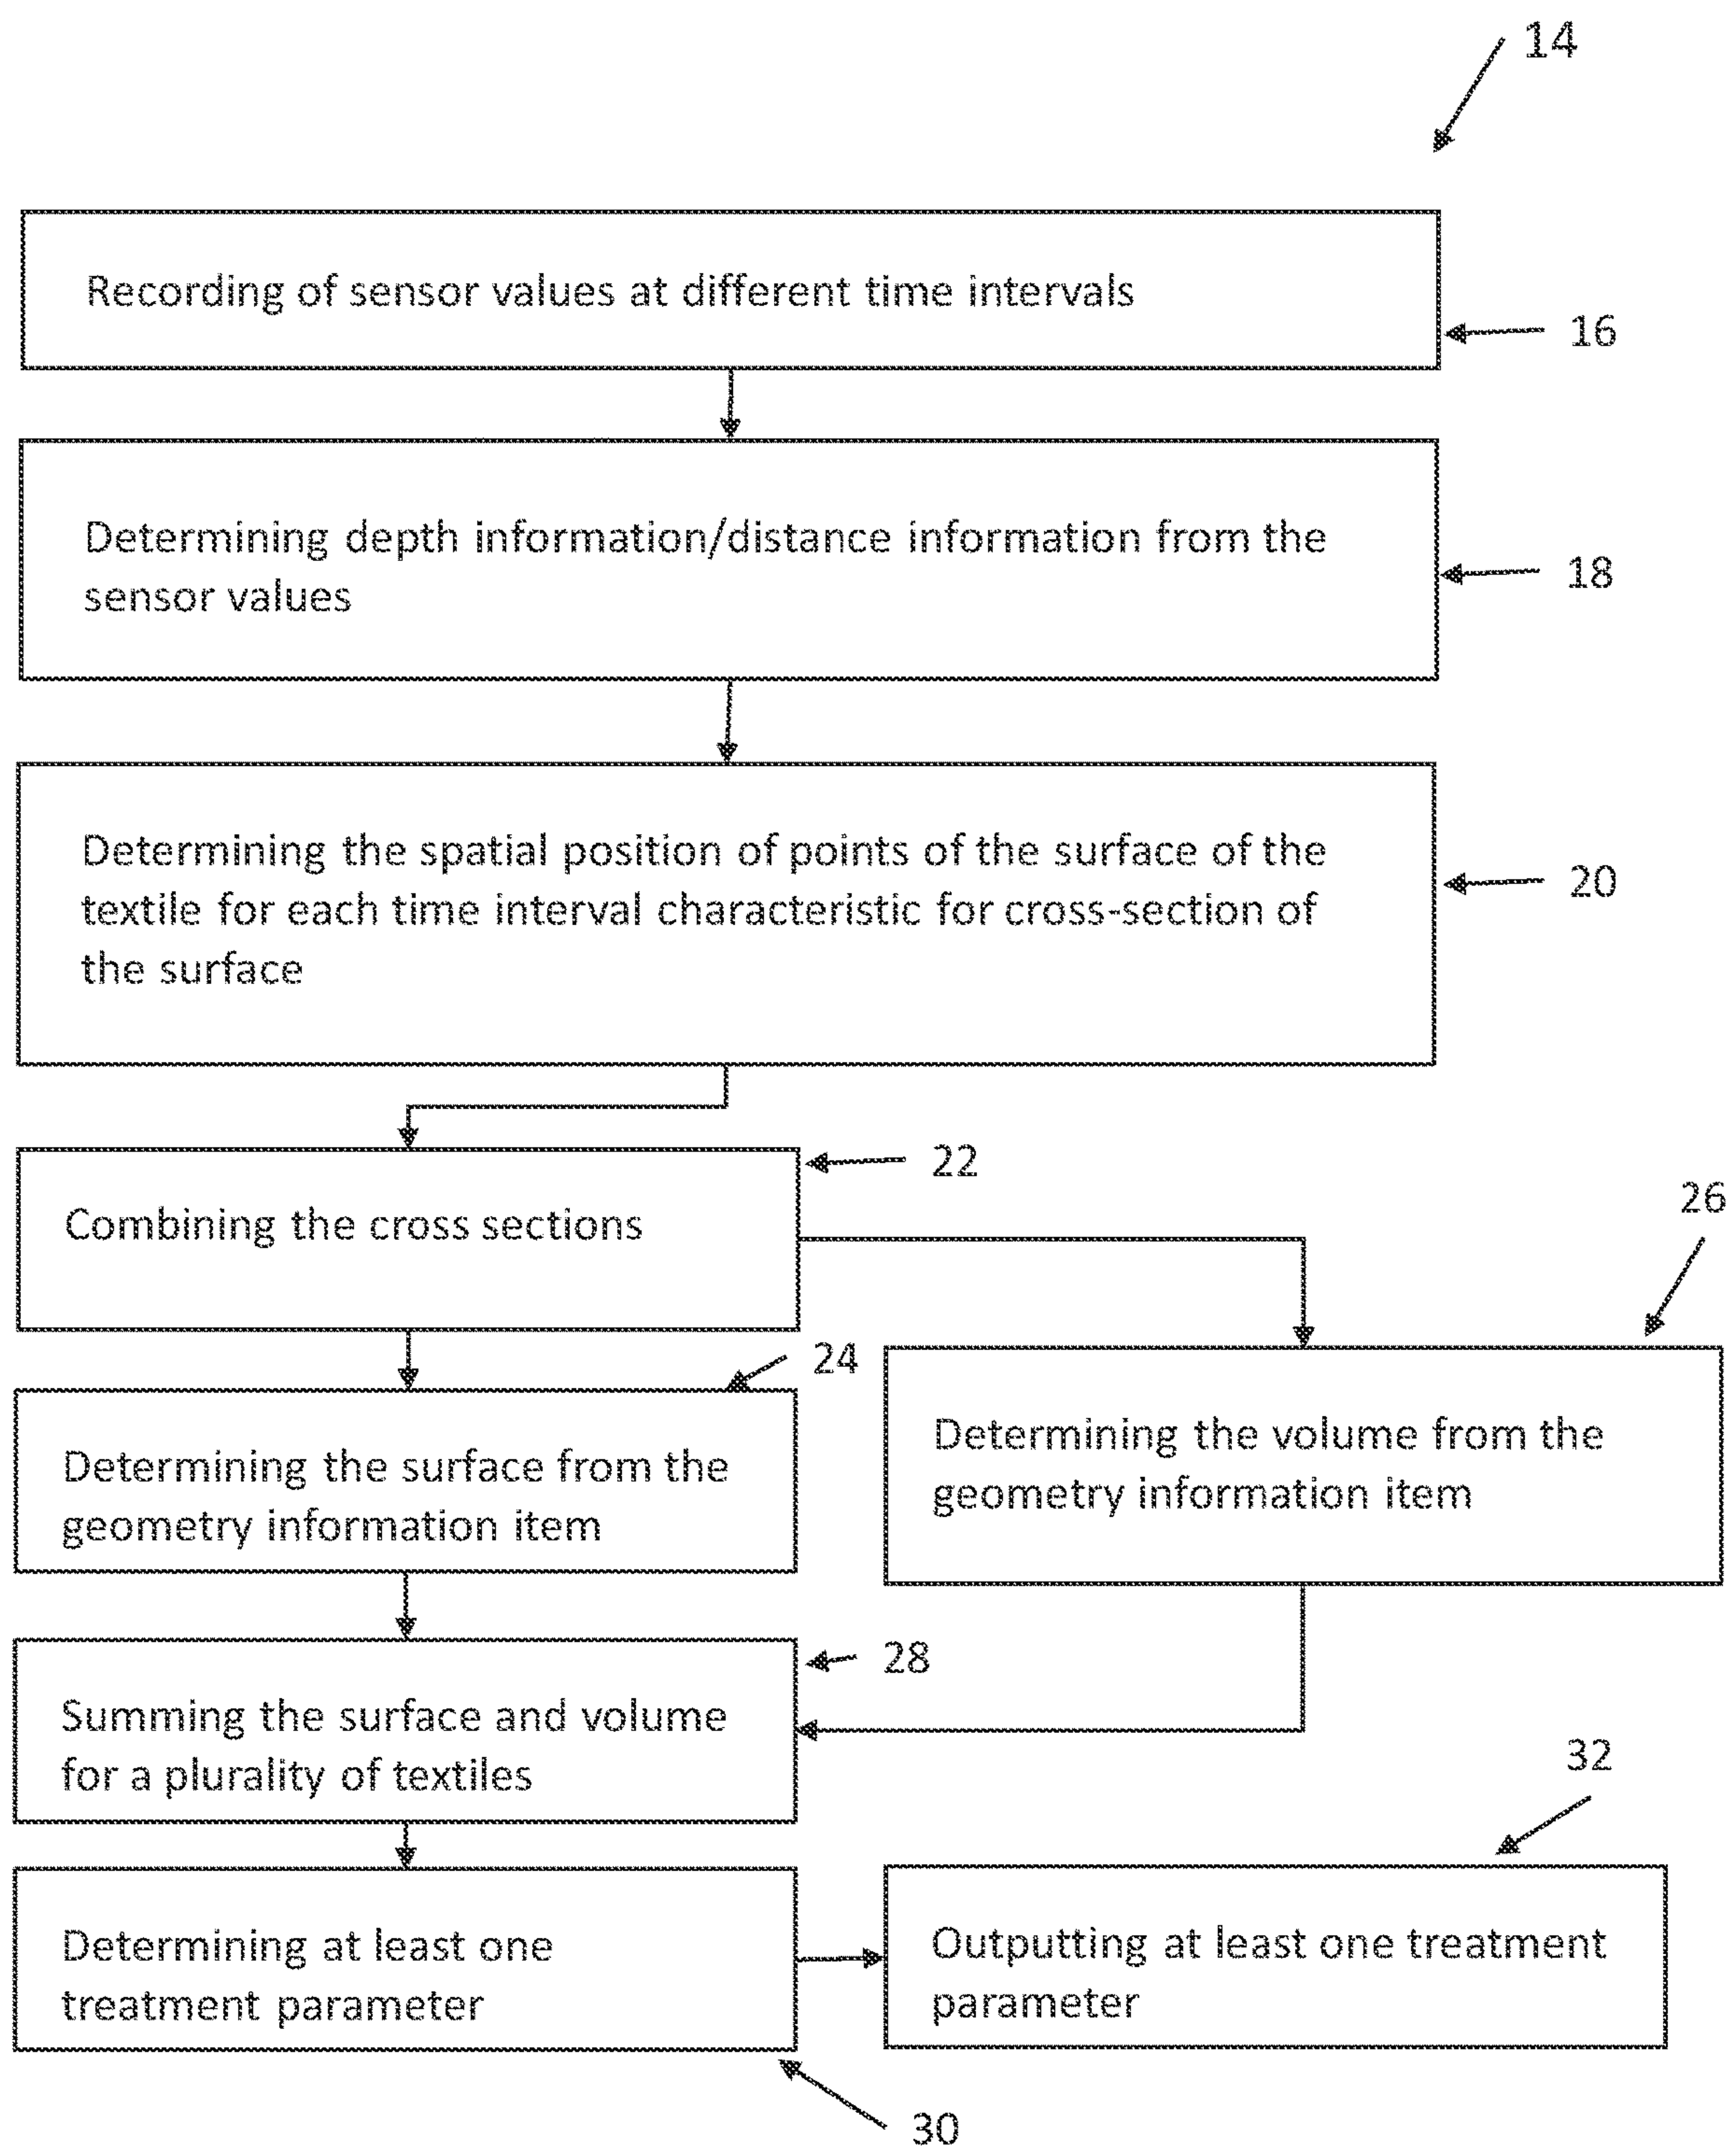 14
Recording of sensor values at different time intervals
16
Determining depth information/distance information from the
sensor values
18
Determining the spatial position of points of the surface of the
textile for each time interval characteristic for cross-section of
the surface
20
22
Combining the cross sections
26
24
Determining the surface from the
geometry information item
Determining the volume from the
geometry information item
28
Summing the surface and volume
for a plurality of textiles
32
Determining at least one
treatment parameter
Outputting at least one treatment
parameter
30